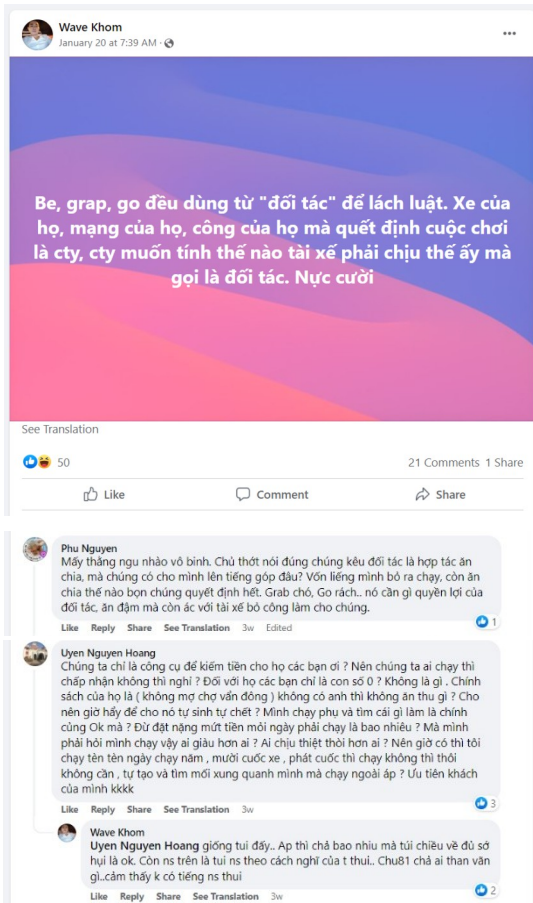 Wave Khom
January 20 at 7:39 AM ·
Be, grap, go đều dùng từ "đối tác" để lách luật. Xe của
họ, mạng của họ, công của họ mà quết định cuộc chơi
là cty, cty muốn tính thế nào tài xế phải chịu thế ấy mà
gọi là đối tác. Nực cười
See Translation
50
21 Comments 1 Share
Like Comment Share
Phu Nguyen
Mấy thằng ngu nhào vô binh. Chủ thớt nói đúng chúng kêu đối tác là hợp tác ăn
chia, mà chúng có cho mình lên tiếng góp đâu? Vốn liếng mình bỏ ra chạy, còn ăn
chia thế nào bọn chúng quyết định hết. Grab chó, Go rách.. nó cần gì quyền lợi của
đối tác, ăn đậm mà còn ác với tài xế bỏ công làm cho chúng.
Like Reply Share See Translation 3w Edited
1
Uyen Nguyen Hoang
Chúng ta chỉ là công cụ để kiếm tiền cho họ các bạn ơi ? Nên chúng ta ai chạy thì
chấp nhận không thì nghỉ ? Đối với họ các bạn chỉ là con số 0 ? Không là gì . Chính
sách của họ là ( không mợ chợ vẩn đông ) không có anh thì không ăn thu gì ? Cho
nên giờ hẩy để cho nó tự sinh tự chết ? Mình chạy phụ và tìm cái gì làm là chính
củng Ok mà ? Đừ đặt nặng mứt tiền mỗi ngày phải chạy là bao nhiêu ? Mà mình
phải hỏi mình chạy vậy ai giàu hơn ai ? Ai chịu thiệt thòi hơn ai ? Nên giờ có thì tôi
chạy tèn tèn ngày chạy năm , mười cuốc xe , phát cuốc thì chạy không thì thôi
không cần , tự tạo và tìm mối xung quanh mình mà chạy ngoài áp ? Ưu tiên khách
của mình kkkk
Like Reply Share See Translation 3w
3
Wave Khom
Uyen Nguyen Hoang giống tui đấy.. Ap thì chả bao nhiu mà túi chiều về đủ sở
hụi là ok. Còn ns trên là tui ns theo cách nghĩ của t thui.. Chu81 chả ai than văn
gì..cảm thấy k có tiếng ns thui
Like Reply Share See Translation 3w
2